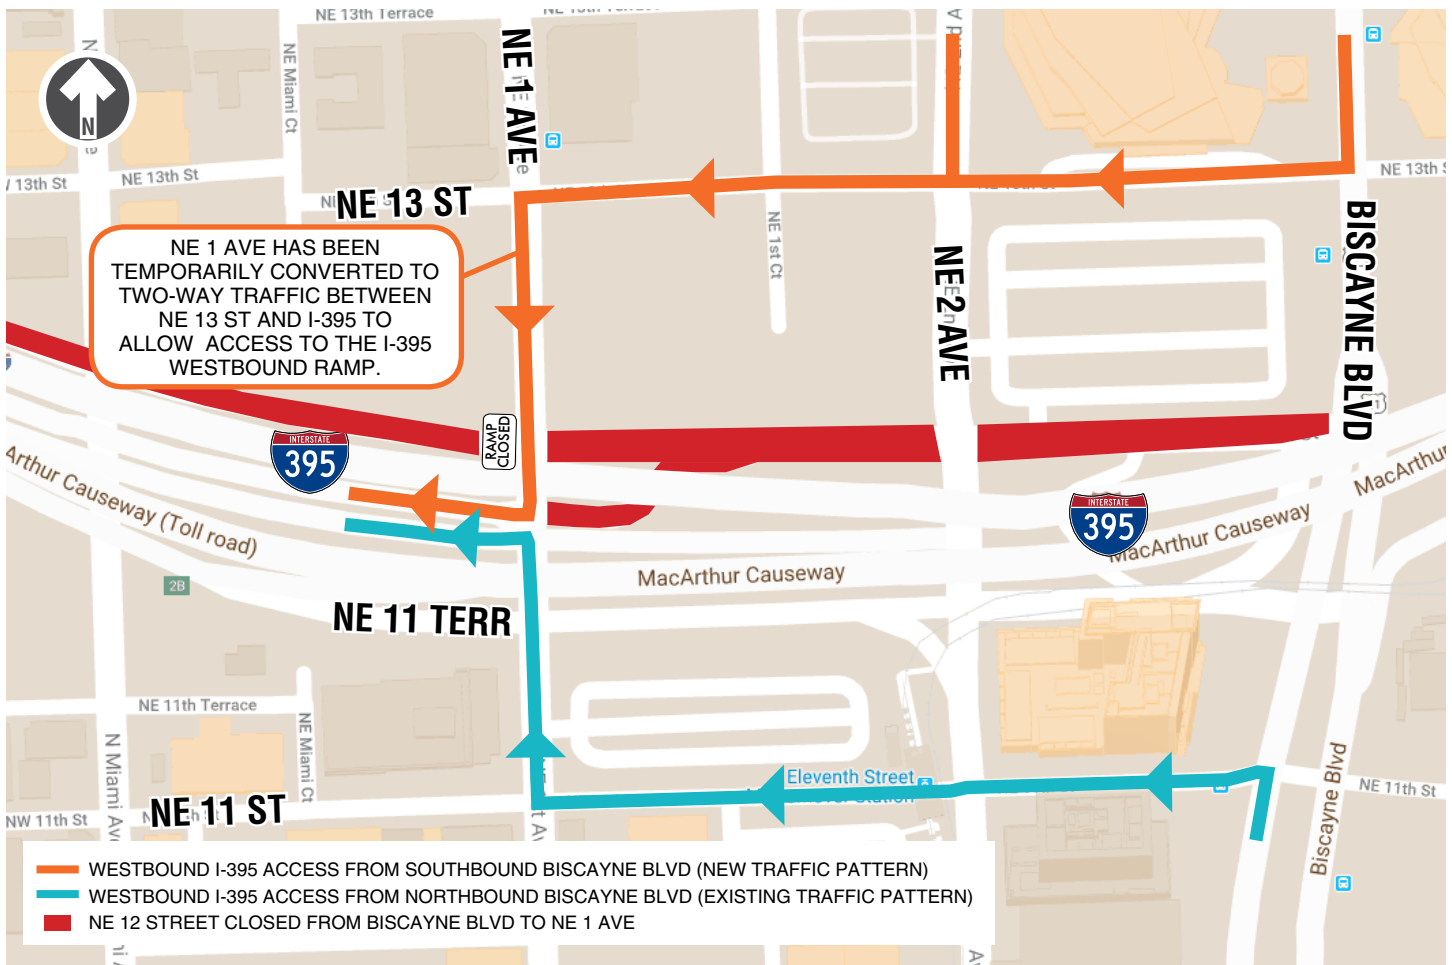 NE 13th Terrace
NE Miami Ct
NE 1 AVE
N
NE 13th St
NE 13th St
NE 13 ST
NE 1st Ct
NE 2 AVE
BISCAYNE BLVD
NE 1 AVE HAS BEEN
TEMPORARILY CONVERTED TO
TWO-WAY TRAFFIC BETWEEN
NE 13 ST AND I-395 TO
ALLOW ACCESS TO THE I-395
WESTBOUND RAMP.
RAMP
CLOSED
INTERSTATE
395
INTERSTATE
395
Arthur Causeway (Toll road)
MacArthur Causeway
MacArthur Causeway
MacArthur
2B
NE 11 TERR
NE 11th Terrace
NE Miami Ct
N Miami Ave
Eleventh Street
NE 11 ST
NW 11th St
NE 11th St
Biscayne Blvd
WESTBOUND I-395 ACCESS FROM SOUTHBOUND BISCAYNE BLVD (NEW TRAFFIC PATTERN)
WESTBOUND I-395 ACCESS FROM NORTHBOUND BISCAYNE BLVD (EXISTING TRAFFIC PATTERN)
NE 12 STREET CLOSED FROM BISCAYNE BLVD TO NE 1 AVE